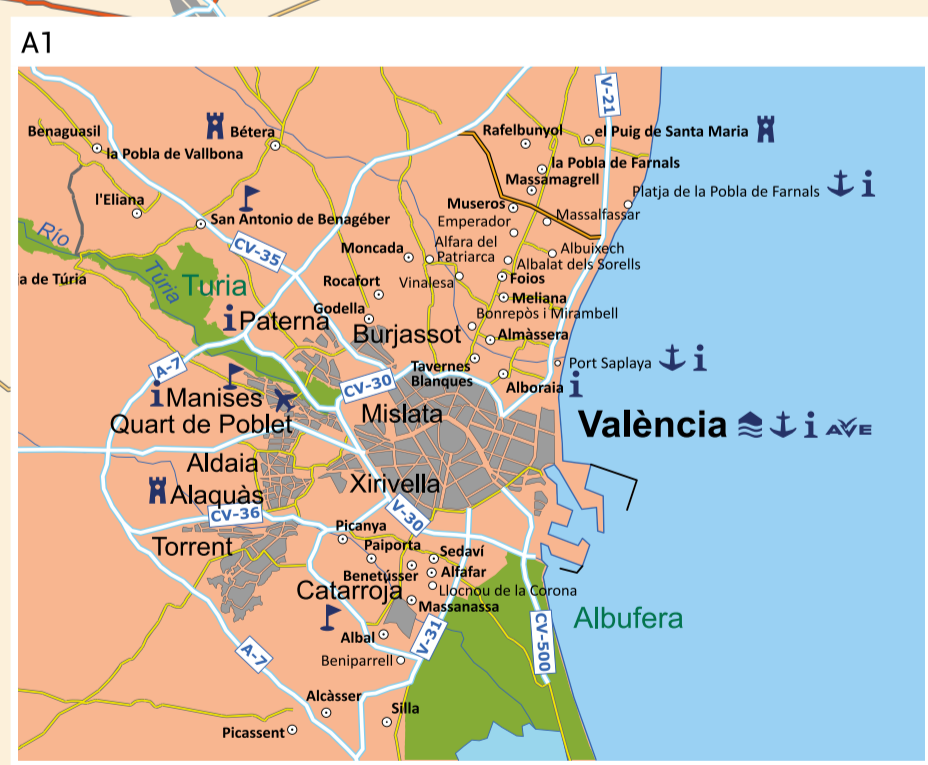 A1
V-21
Benaguasil
Bétera
Rafelbunyol
el Puig de Santa Maria
la Pobla de Vallbona
la Pobla de Farnals
Massamagrell
Platja de la Pobla de Farnals
i
l'Eliana
San Antonio de Benagéber
Museros
Emperador
Massalfassar
Río
Túria
CV-35
Moncada
Alfara del
Patriarca
Albuixech
Albalat dels Sorells
a de Túria
Turia
Rocafort
Vinalesa
Foios
Meliana
i Paterna
Godella
Burjassot
Bonrepòs i Mirambell
Almàssera
A-7
Tavernes
Blanques
Port Saplaya
i
CV-30
Alboraia
i
i Manises
Quart de Poblet
Mislata
València
i
AVE
Aldaia
Alaquàs
Xirivella
CV-36
V-30
Picanya
Torrent
Paiporta
Sedaví
Benetússer
Alfafar
Catarroja
Llocnou de la Corona
Massanassa
Albufera
Albal
V-31
CV-500
Beniparrell
A-7
Alcàsser
Silla
Picassent